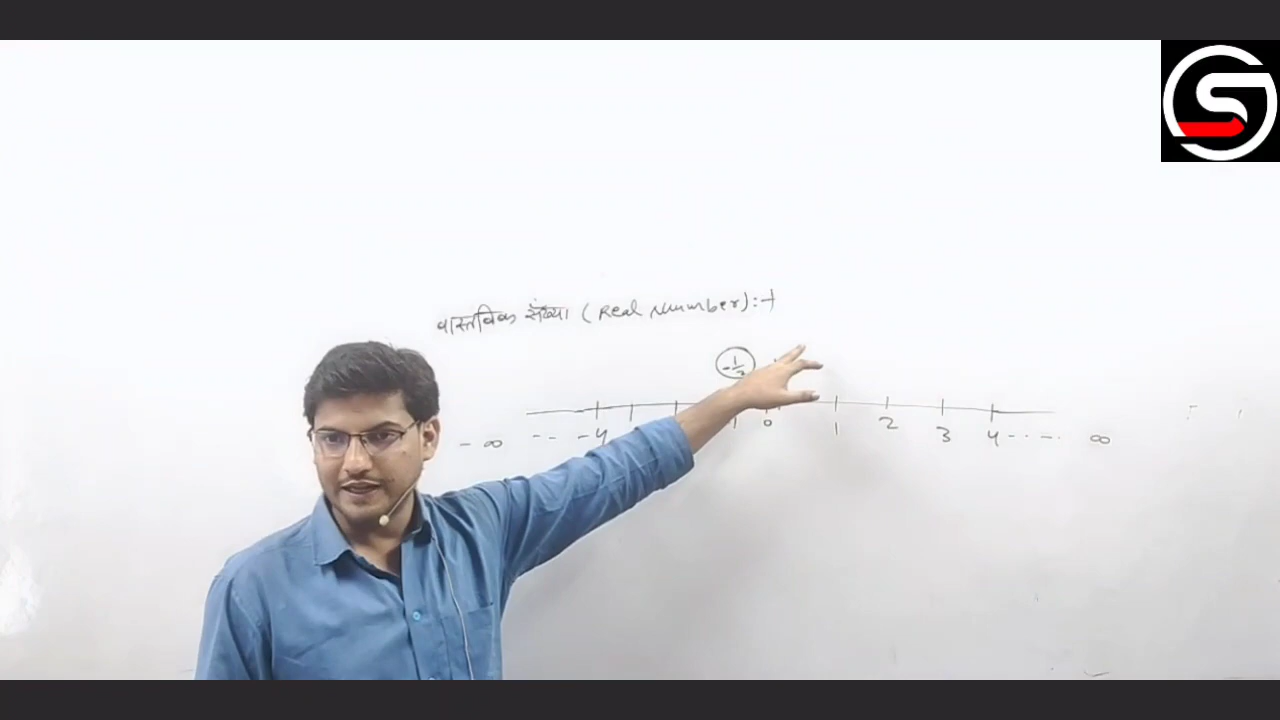 वास्तविक संख्या (Real Number):-
-1/2
-∞ -- -4 0 1 2 3 4 ---- ∞